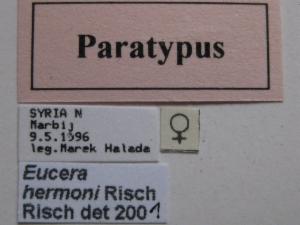 Paratypus
SYRIA N
Marbij
9.5.1996
leg.Marek Halada
♀
Eucera
hermoni Risch
Risch det 2001